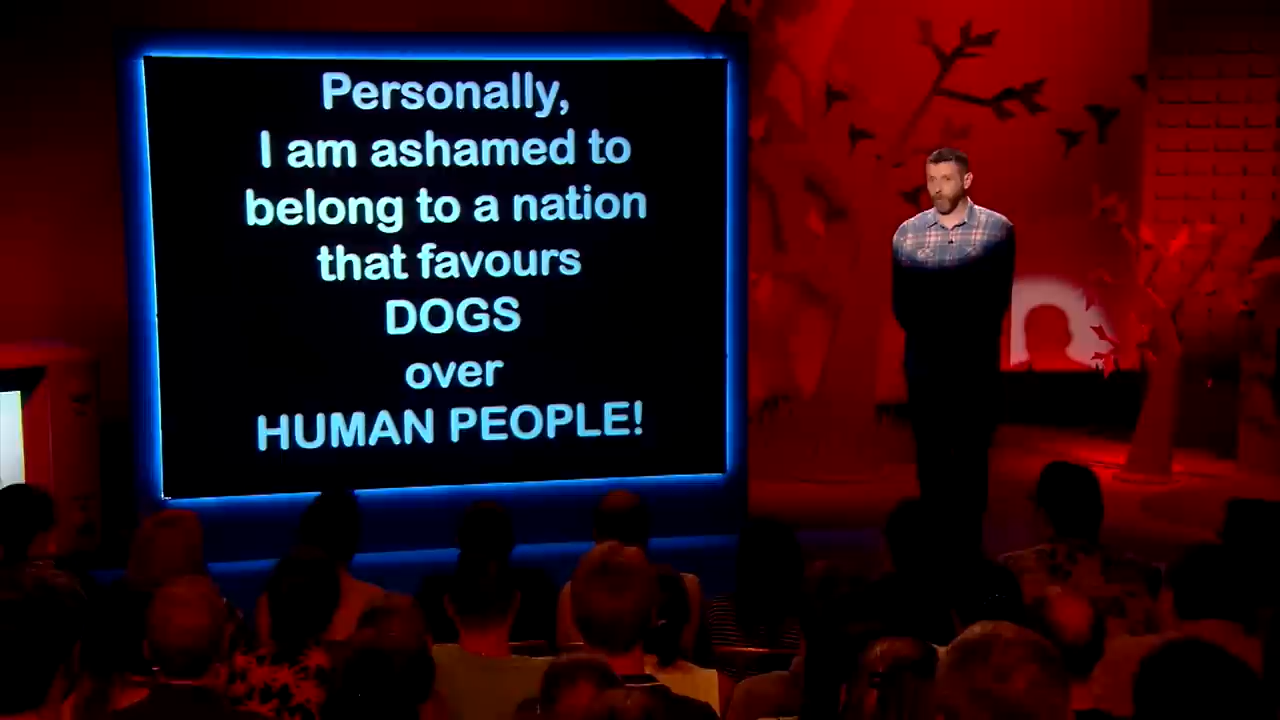 Personally,
I am ashamed to
belong to a nation
that favours
DOGS
over
HUMAN PEOPLE!